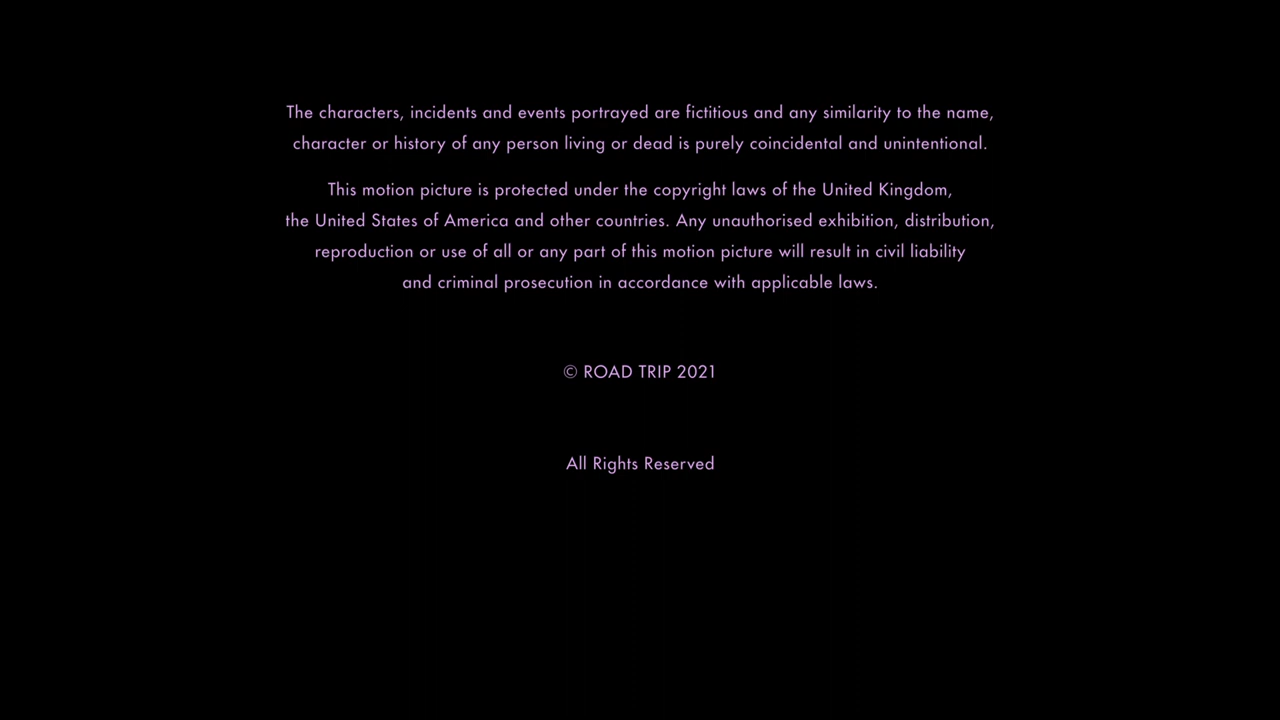 The characters, incidents and events portrayed are fictitious and any similarity to the name,
character or history of any person living or dead is purely coincidental and unintentional.
This motion picture is protected under the copyright laws of the United Kingdom,
the United States of America and other countries. Any unauthorised exhibition, distribution,
reproduction or use of all or any part of this motion picture will result in civil liability
and criminal prosecution in accordance with applicable laws.
© ROAD TRIP 2021
All Rights Reserved